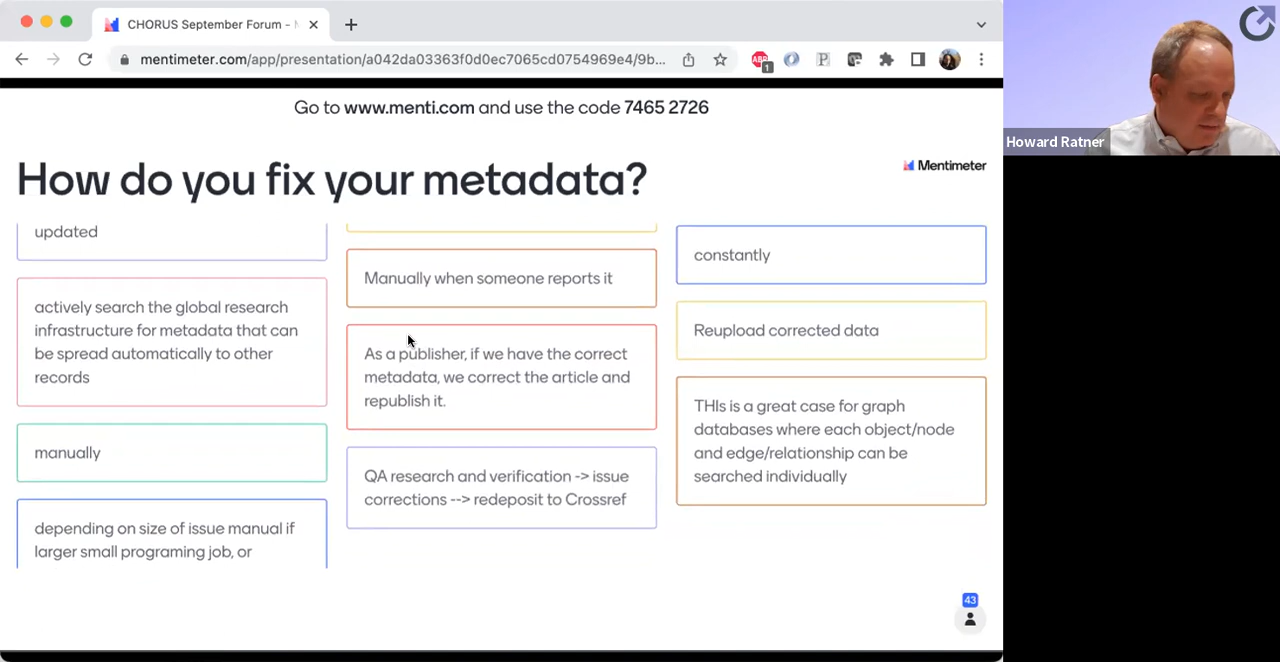 CHORUS September Forum - M
mentimeter.com/app/presentation/a042da03363f0d0ec7065cd0754969e4/9b...
ABP
1
P
Go to www.menti.com and use the code 7465 2726
How do you fix your metadata?
Mentimeter
updated
actively search the global research
infrastructure for metadata that can
be spread automatically to other
records
manually
depending on size of issue manual if
larger small programing job, or
Manually when someone reports it
As a publisher, if we have the correct
metadata, we correct the article and
republish it.
QA research and verification -> issue
corrections --> redeposit to Crossref
constantly
Reupload corrected data
THIs is a great case for graph
databases where each object/node
and edge/relationship can be
searched individually
43
Howard Ratner